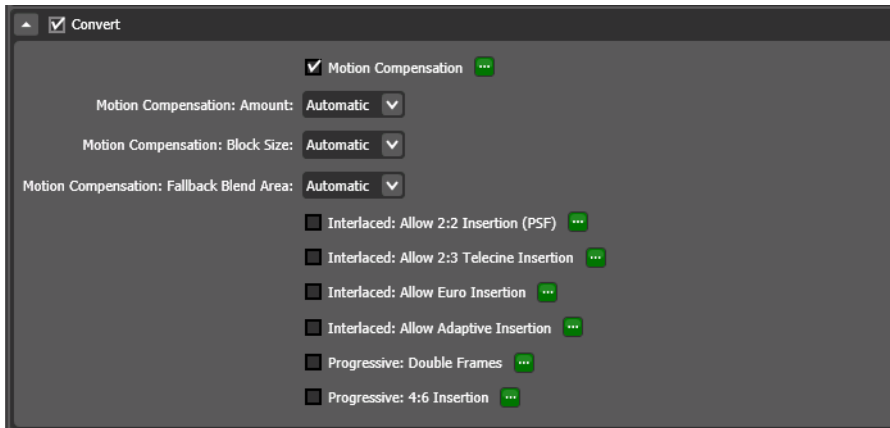 Convert
Motion Compensation
Motion Compensation: Amount: Automatic
Motion Compensation: Block Size: Automatic
Motion Compensation: Fallback Blend Area: Automatic
Interlaced: Allow 2:2 Insertion (PSF)
Interlaced: Allow 2:3 Telecine Insertion
Interlaced: Allow Euro Insertion
Interlaced: Allow Adaptive Insertion
Progressive: Double Frames
Progressive: 4:6 Insertion